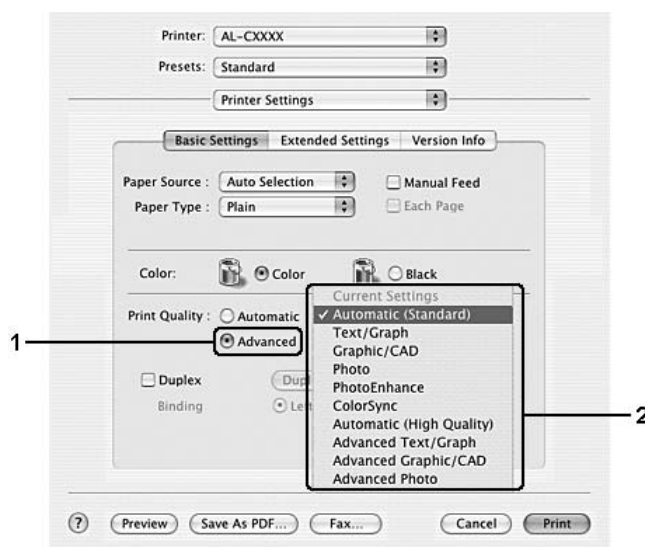 Printer: AL-CXXXX
Presets: Standard
Printer Settings
Basic Settings Extended Settings Version Info
Paper Source : Auto Selection Manual Feed
Paper Type : Plain Each Page
Color: Color Black
Print Quality : Automatic
Advanced
Current Settings
✓ Automatic (Standard)
Text/Graph
Graphic/CAD
Photo
PhotoEnhance
ColorSync
Automatic (High Quality)
Advanced Text/Graph
Advanced Graphic/CAD
Advanced Photo
1
2
Duplex Dupl
Binding Le
? Preview Save As PDF... Fax... Cancel Print